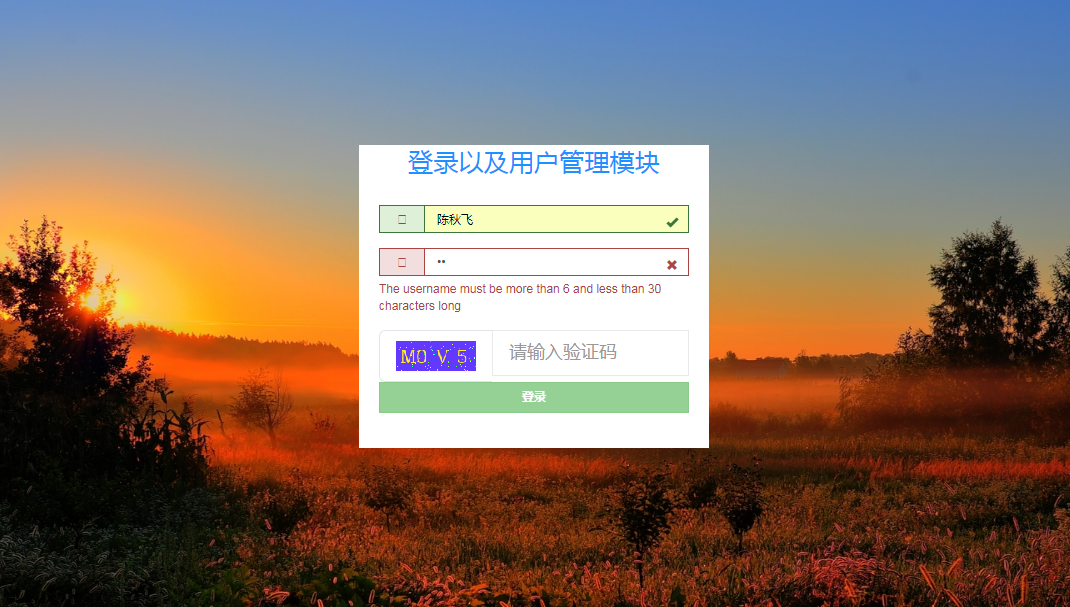 登录以及用户管理模块
陈秋飞
••
The username must be more than 6 and less than 30
characters long
M0 V 5
请输入验证码
登录